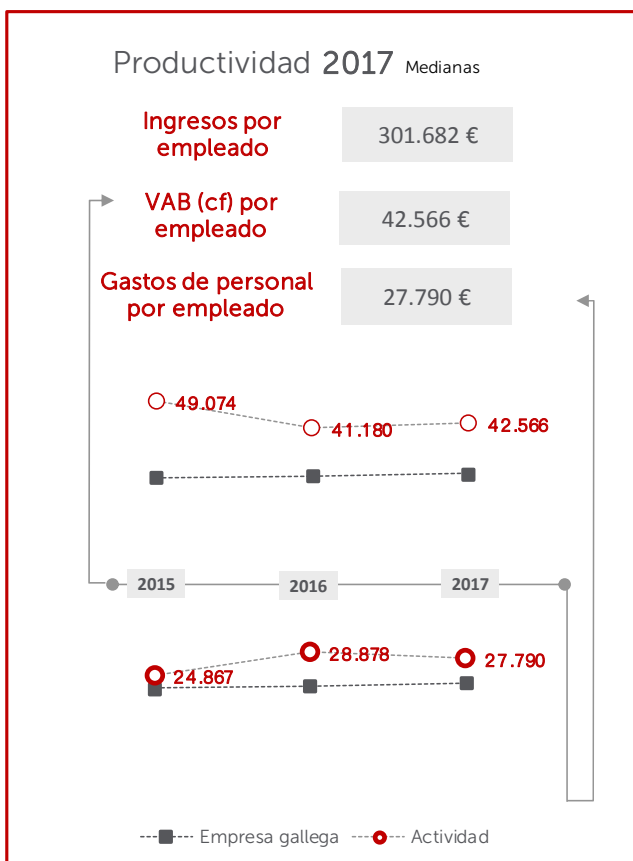 Productividad 2017 Medianas
Ingresos por
empleado
301.682 €
VAB (cf) por
empleado
42.566 €
Gastos de personal
por empleado
27.790 €
49.074
41.180
42.566
2015
2016
2017
24.867
28.878
27.790
Empresa gallega
Actividad